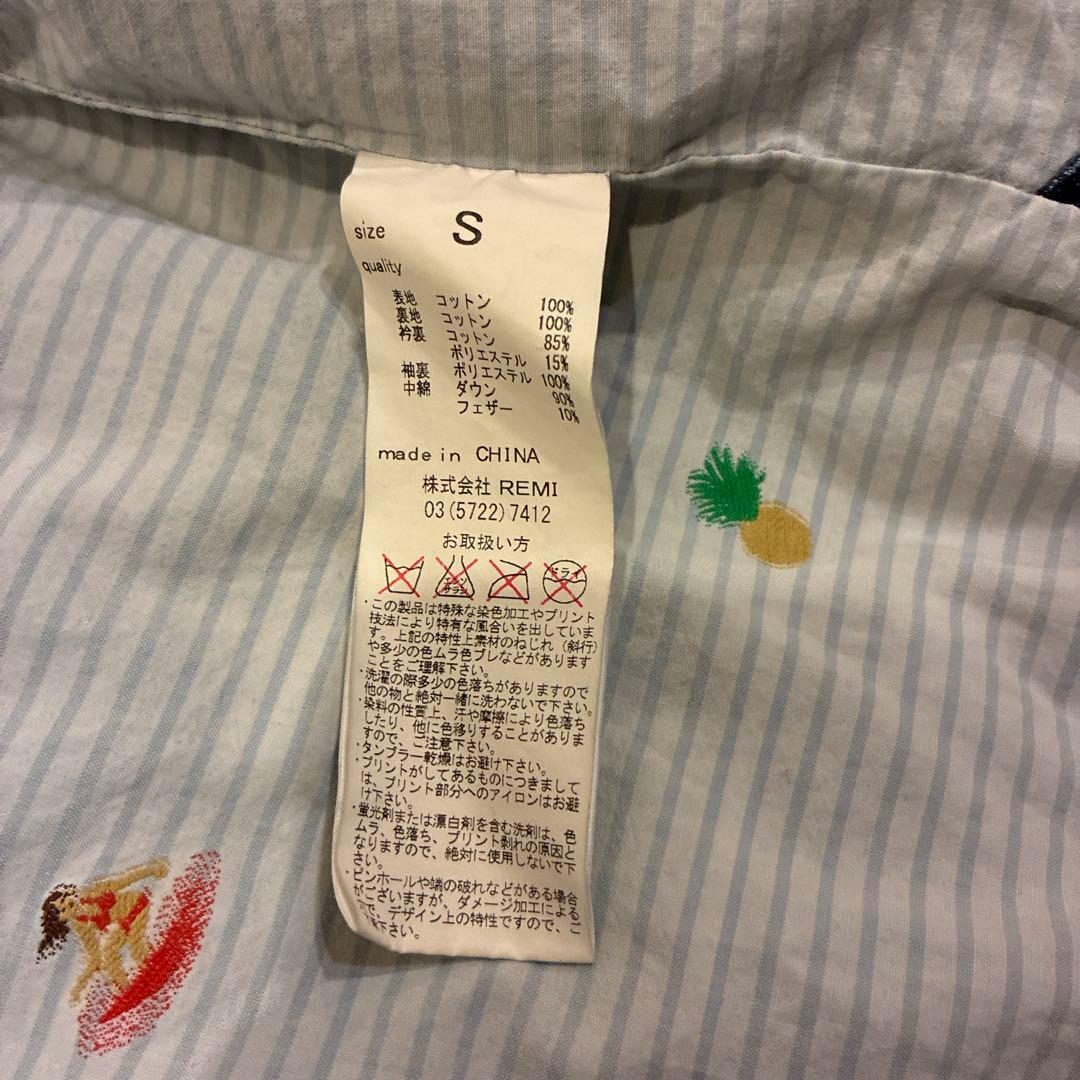 size S
quality
表地 コットン 100%
裏地 コットン 100%
衿裏 コットン 85%
ポリエステル 15%
袖裏 ポリエステル 100%
中綿 ダウン 90%
フェザー 10%
made in CHINA
株式会社 REMI
03(5722)7412
お取扱い方
エンソ サラシ ドライ
・この製品は特殊な染色加工やプリント
技法により特有な風合いを出していま
す。上記の特性上素材のねじれ（斜行）
や多少の色ムラ色ブレなどがあります
ことをご理解下さい。
・洗濯の際多少の色落ちがありますので
他の物と絶対一緒に洗わないで下さい。
・染料の性質上、汗や摩擦により色落ち
したり、他に色移りすることがありま
すので、ご注意下さい。
・タンブラー乾燥はお避け下さい。
・プリントがしてあるものにつきまして
は、プリント部分へのアイロンはお避
け下さい。
・蛍光剤または漂白剤を含む洗剤は、色
ムラ、色落ち、プリント剥れの原因と
なりますので、絶対に使用しないで下
さい。
・ピンホールや端の破れなどがある場合
がございますが、ダメージ加工によるこ
で、デザイン上の特性ですので、
下さい。